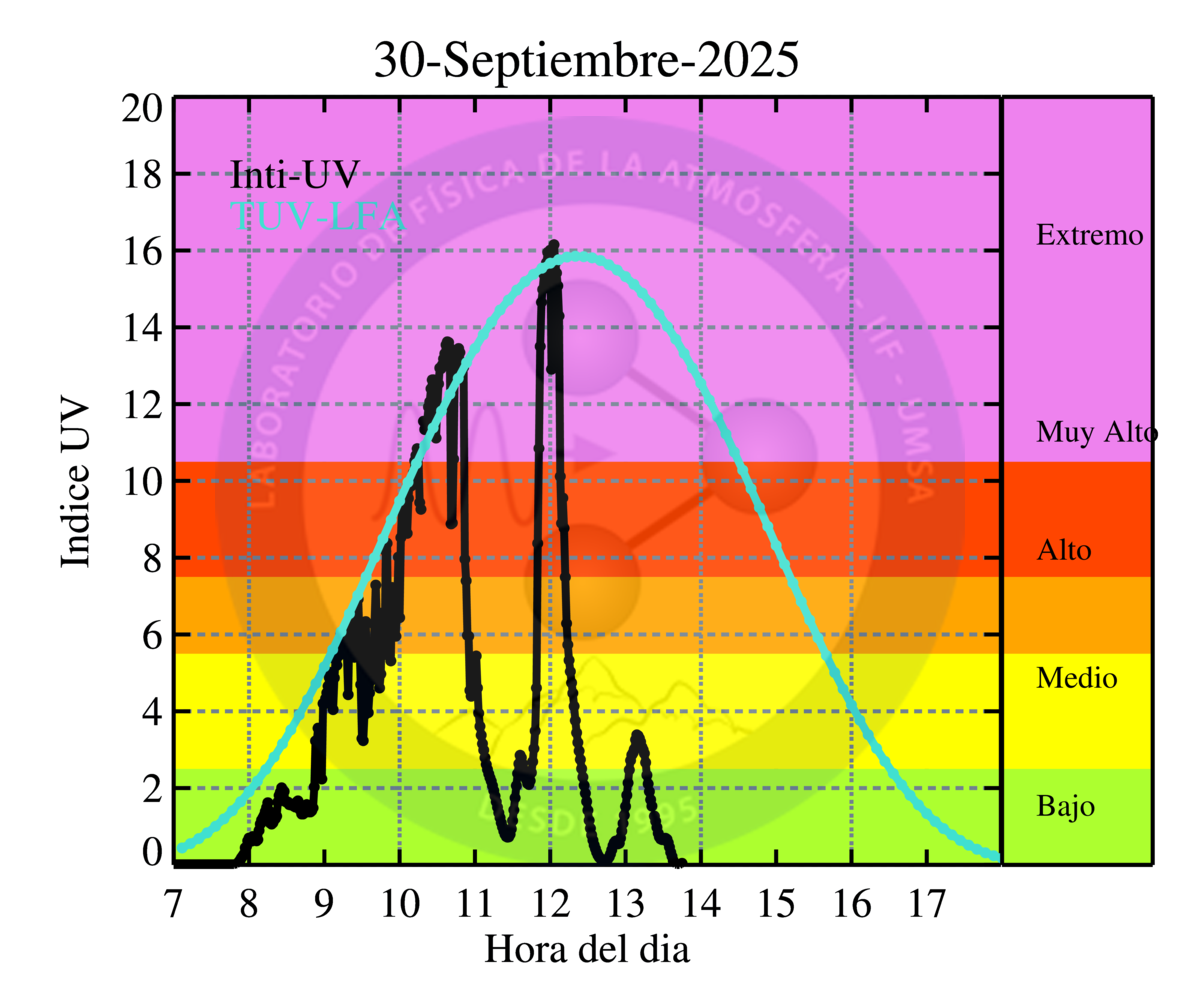 30-Septiembre-2025
Inti-UV
TUV-LFA
LABORATORIO DE FÍSICA DE LA ATMÓSFERA - IIF - UMSA
Extremo
Muy Alto
Alto
Medio
Bajo
20
18
16
14
12
10
8
6
4
2
0
Indice UV
7 8 9 10 11 12 13 14 15 16 17
Hora del dia